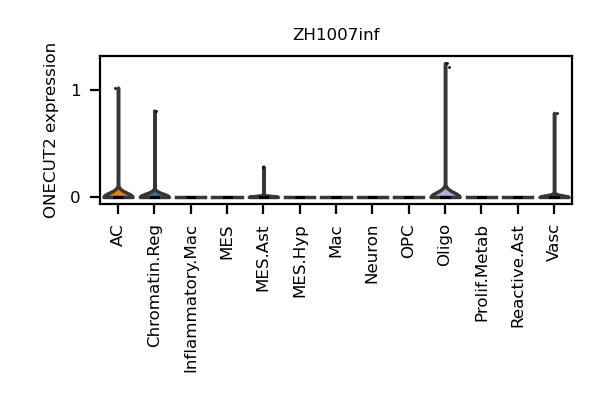 ZH1007inf
ONECUT2 expression
1
0
AC
Chromatin.Reg
Inflammatory.Mac
MES
MES.Ast
MES.Hyp
Mac
Neuron
OPC
Oligo
Prolif.Metab
Reactive.Ast
Vasc